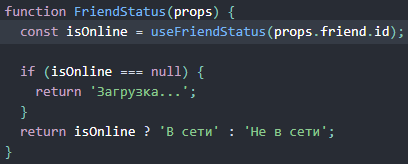 function FriendStatus(props) {
  const isOnline = useFriendStatus(props.friend.id);

  if (isOnline === null) {
    return 'Загрузка...';
  }
  return isOnline ? 'В сети' : 'Не в сети';
}